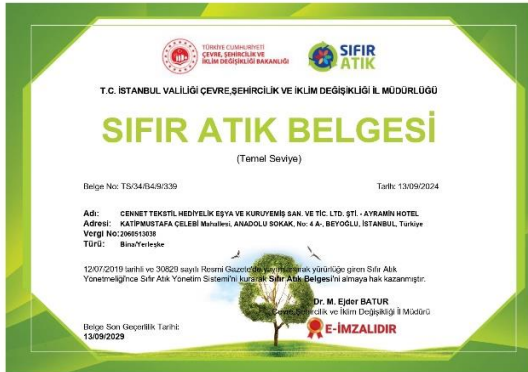 TÜRKİYE CUMHURİYETİ
ÇEVRE, ŞEHİRCİLİK VE
İKLİM DEĞİŞİKLİĞİ BAKANLIĞI
SIFIR
ATIK
T.C. İSTANBUL VALİLİĞİ ÇEVRE,ŞEHİRCİLİK VE İKLİM DEĞİŞİKLİĞİ İL MÜDÜRLÜĞÜ
SIFIR ATIK BELGESİ
(Temel Seviye)
Belge No: TS/34/B4/9/339
Tarih: 13/09/2024
Adı: CENNET TEKSTİL HEDİYELİK EŞYA VE KURUYEMİŞ SAN. VE TİC. LTD. ŞTİ. - AYRAMİN HOTEL
Adresi: KATİPMUSTAFA ÇELEBİ Mahallesi, ANADOLU SOKAK, No: 4 A-, BEYOĞLU, İSTANBUL, Türkiye
Vergi No:2060513038
Türü: Bina/Yerleşke
12/07/2019 tarihli ve 30829 sayılı Resmi Gazete'de yayımlanarak yürürlüğe giren Sıfır Atık
Yönetmeliği'nce Sıfır Atık Yönetim Sistemi'ni kurarak Sıfır Atık Belgesi'ni almaya hak kazanmıştır.
Dr. M. Ejder BATUR
Çevre,Şehircilik ve İklim Değişikliği İl Müdürü
E-İMZALIDIR
Belge Son Geçerlilik Tarihi:
13/09/2029